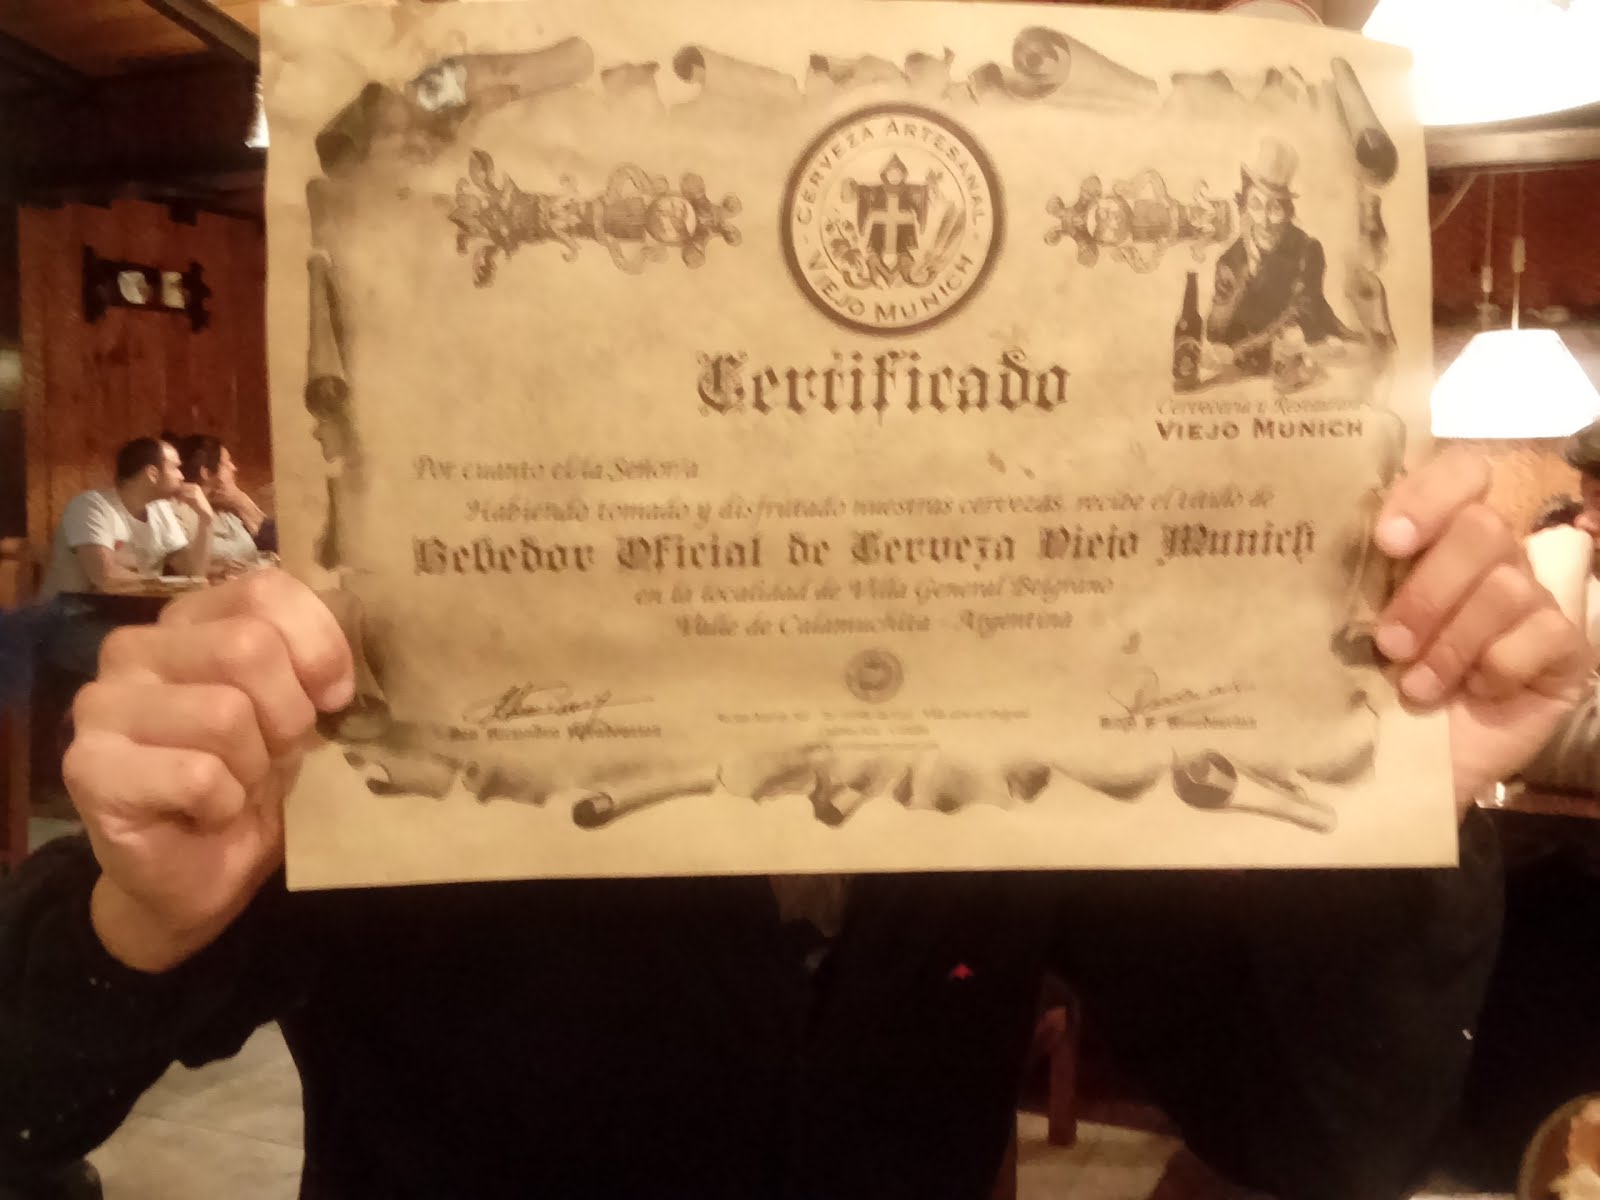 CERVEZA ARTESANAL
VIEJO MUNICH
Certificado
Cervecería y Restaurant
VIEJO MUNICH
Por cuanto el/la Señor/a
Habiendo tomado y disfrutado nuestras cervezas, recibe el título de
Bebedor Oficial de Cerveza Viejo Munich
en la localidad de Villa General Belgrano
Valle de Calamuchita - Argentina